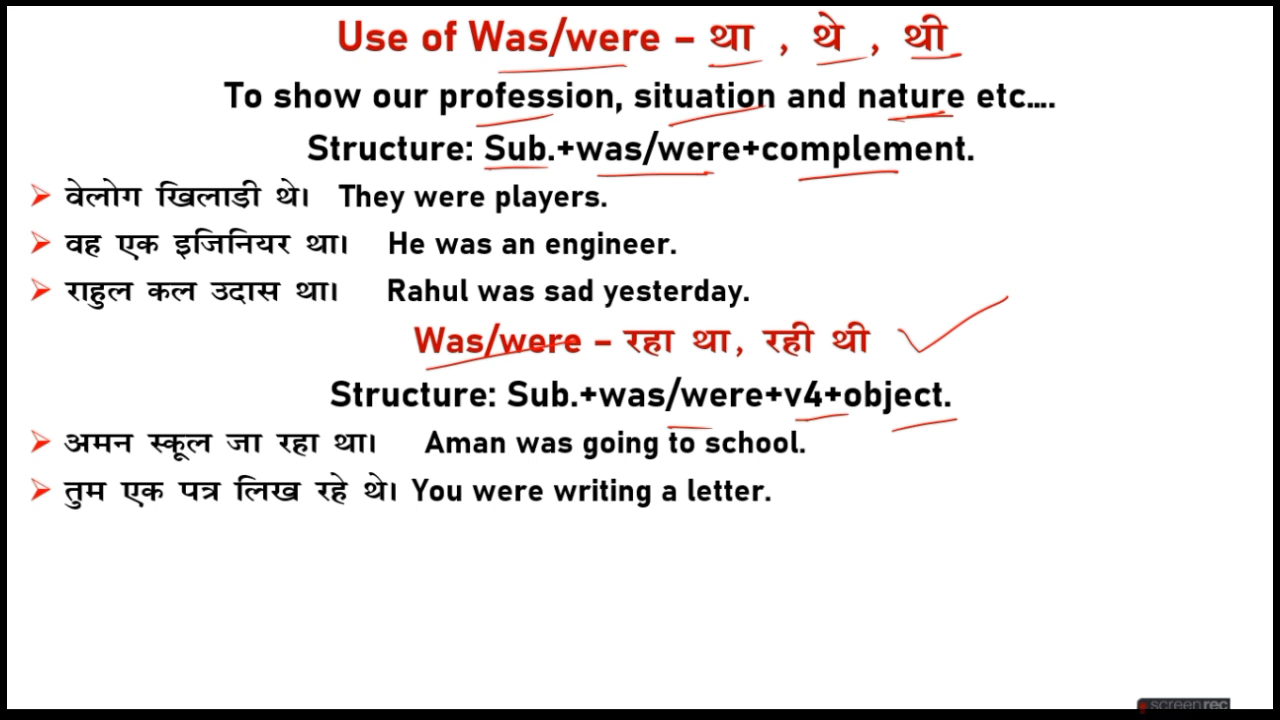 Use of Was/were – था , थे , थी
To show our profession, situation and nature etc....
Structure: Sub.+was/were+complement.
वेलोग खिलाड़ी थे। They were players.
वह एक इजिनियर था। He was an engineer.
राहुल कल उदास था। Rahul was sad yesterday.
Was/were – रहा था, रही थी
Structure: Sub.+was/were+v4+object.
अमन स्कूल जा रहा था। Aman was going to school.
तुम एक पत्र लिख रहे थे। You were writing a letter.
screenrec